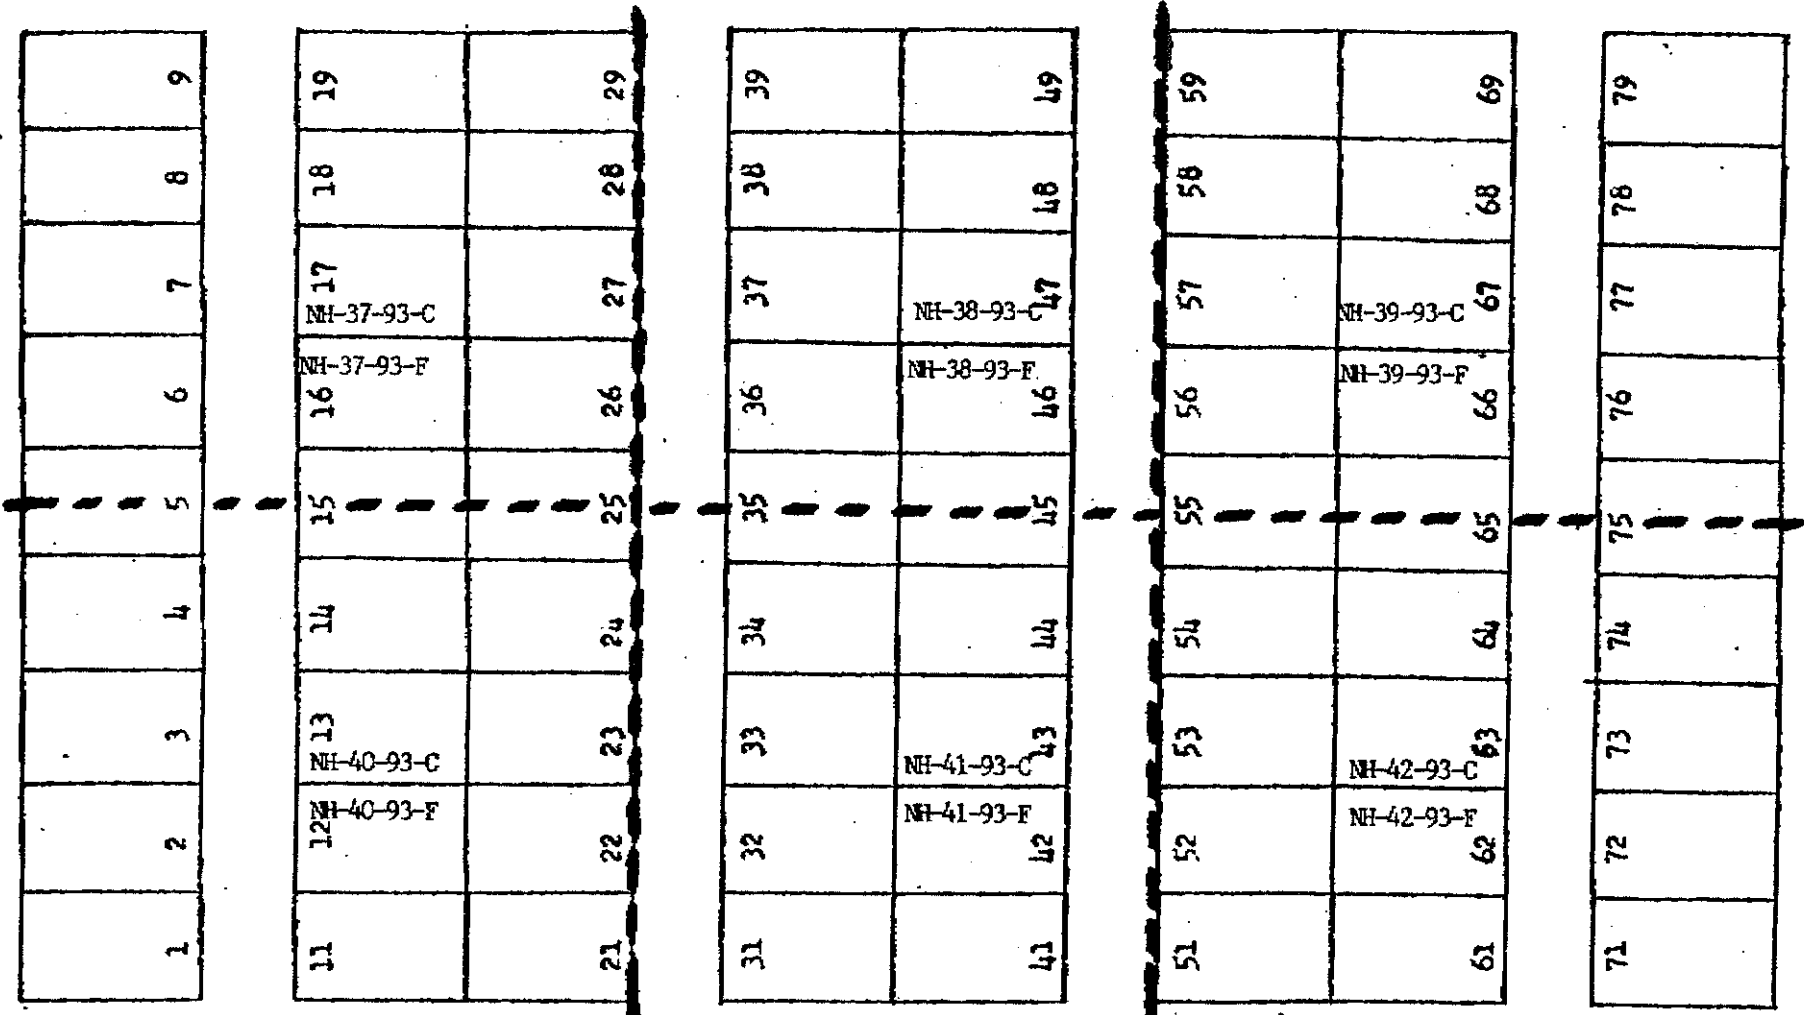 9 19 29 39 49 59 69 79
8 18 28 38 48 58 68 78
7 17 27 37 47 57 67 77
NH-37-93-C NH-38-93-C NH-39-93-C
NH-37-93-F NH-38-93-F NH-39-93-F
6 16 26 36 46 56 66 76
5 15 25 35 45 55 65 75
4 14 24 34 44 54 64 74
3 13 23 33 43 53 63 73
NH-40-93-C NH-41-93-C NH-42-93-C
NH-40-93-F NH-41-93-F NH-42-93-F
2 12 22 32 42 52 62 72
1 11 21 31 41 51 61 71